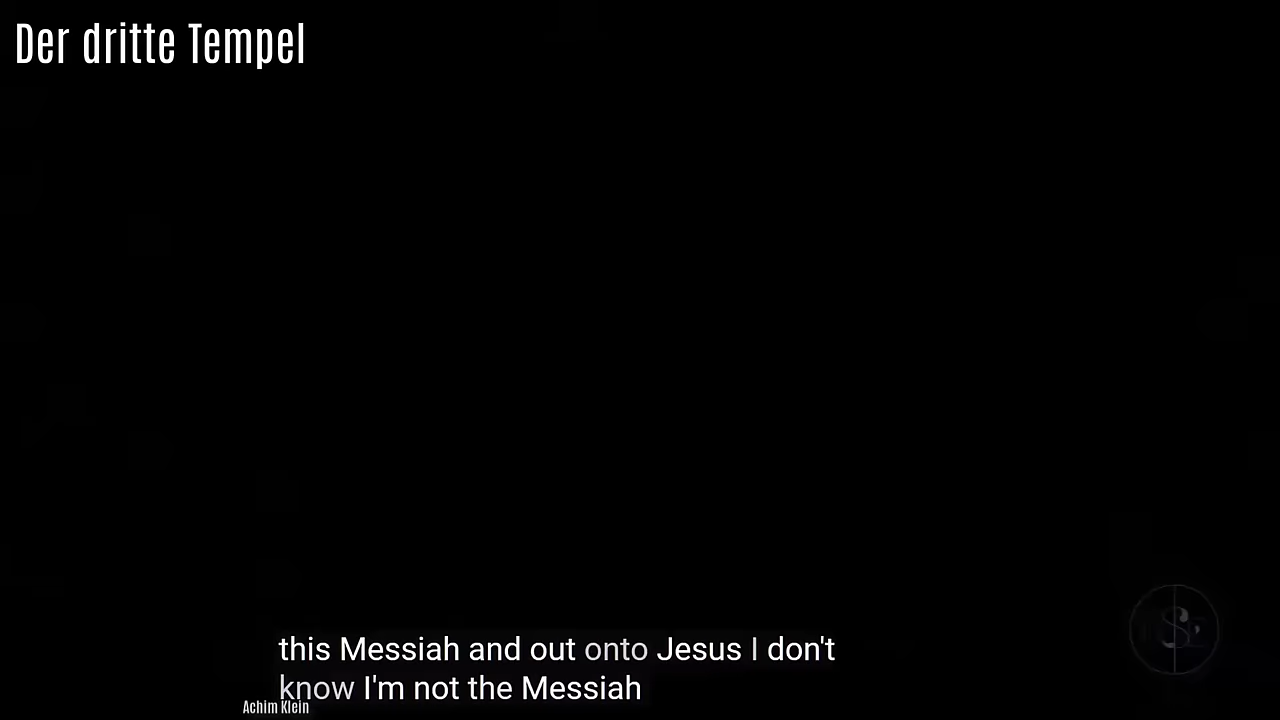 Der dritte Tempel
this Messiah and out onto Jesus I don't
know I'm not the Messiah
Achim Klein